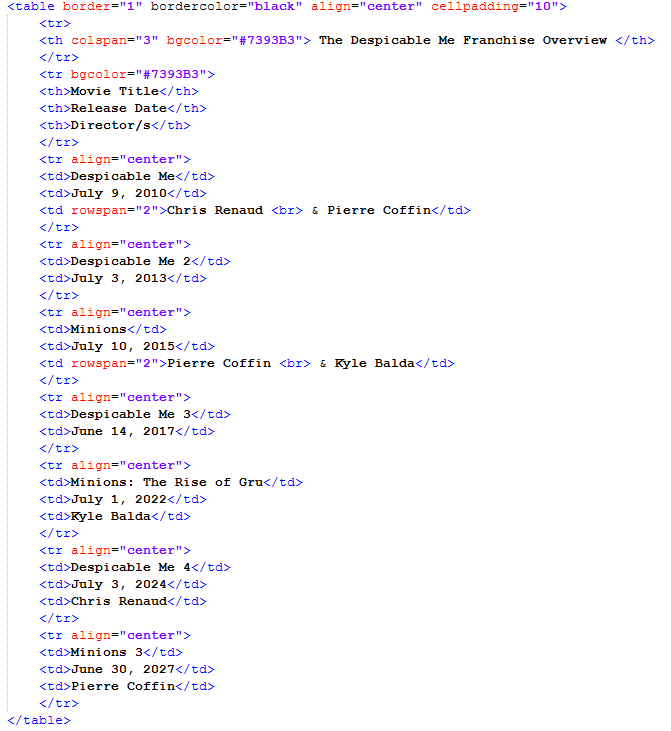 <table border="1" bordercolor="black" align="center" cellpadding="10">
<tr>
<th colspan="3" bgcolor="#7393B3"> The Despicable Me Franchise Overview </th>
</tr>
<tr bgcolor="#7393B3">
<th>Movie Title</th>
<th>Release Date</th>
<th>Director/s</th>
</tr>
<tr align="center">
<td>Despicable Me</td>
<td>July 9, 2010</td>
<td rowspan="2">Chris Renaud <br> & Pierre Coffin</td>
</tr>
<tr align="center">
<td>Despicable Me 2</td>
<td>July 3, 2013</td>
</tr>
<tr align="center">
<td>Minions</td>
<td>July 10, 2015</td>
<td rowspan="2">Pierre Coffin <br> & Kyle Balda</td>
</tr>
<tr align="center">
<td>Despicable Me 3</td>
<td>June 14, 2017</td>
</tr>
<tr align="center">
<td>Minions: The Rise of Gru</td>
<td>July 1, 2022</td>
<td>Kyle Balda</td>
</tr>
<tr align="center">
<td>Despicable Me 4</td>
<td>July 3, 2024</td>
<td>Chris Renaud</td>
</tr>
<tr align="center">
<td>Minions 3</td>
<td>June 30, 2027</td>
<td>Pierre Coffin</td>
</tr>
</table>